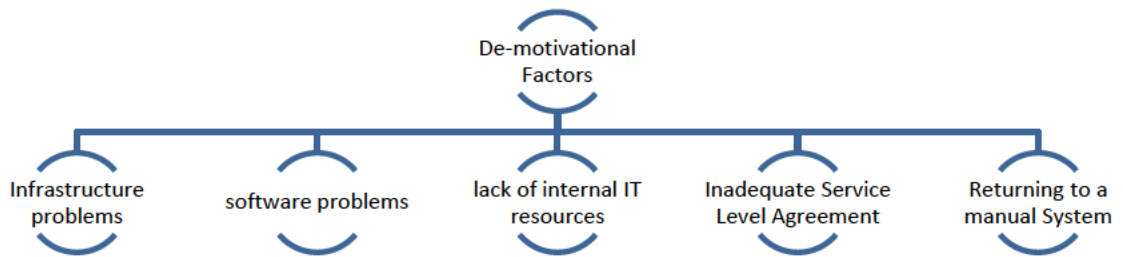 De-motivational
Factors
Infrastructure
problems
software problems
lack of internal IT
resources
Inadequate Service
Level Agreement
Returning to a
manual System